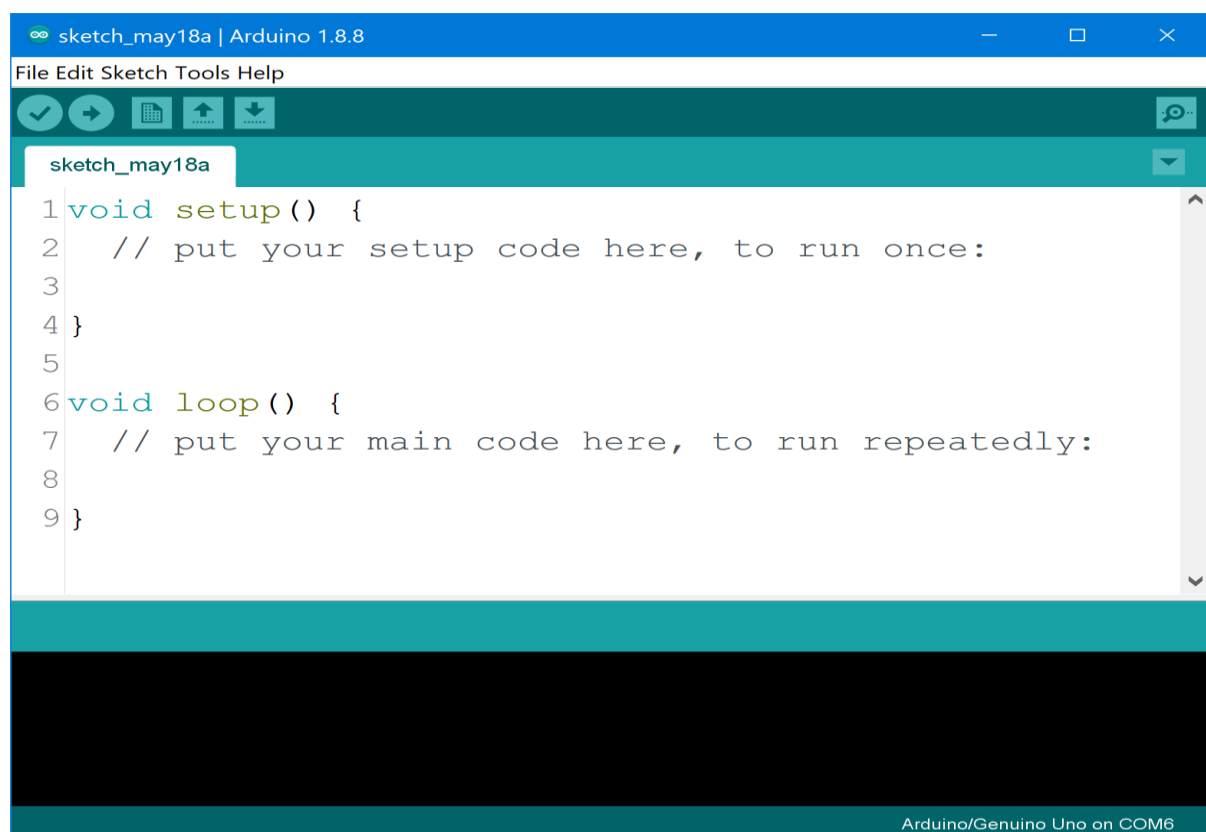 sketch_may18a | Arduino 1.8.8
File Edit Sketch Tools Help
sketch_may18a
1 void setup() {
2   // put your setup code here, to run once:
3
4 }
5
6 void loop() {
7   // put your main code here, to run repeatedly:
8
9 }
Arduino/Genuino Uno on COM6